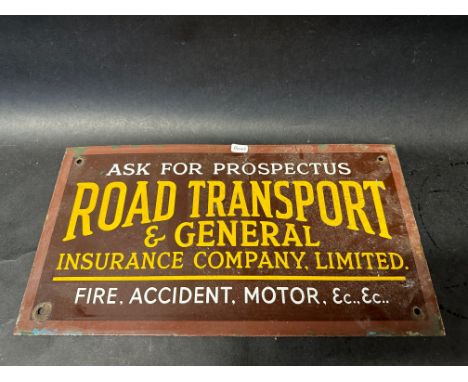 ASK FOR PROSPECTUS
ROAD TRANSPORT
& GENERAL
INSURANCE COMPANY, LIMITED.
FIRE, ACCIDENT, MOTOR, &c., &c..